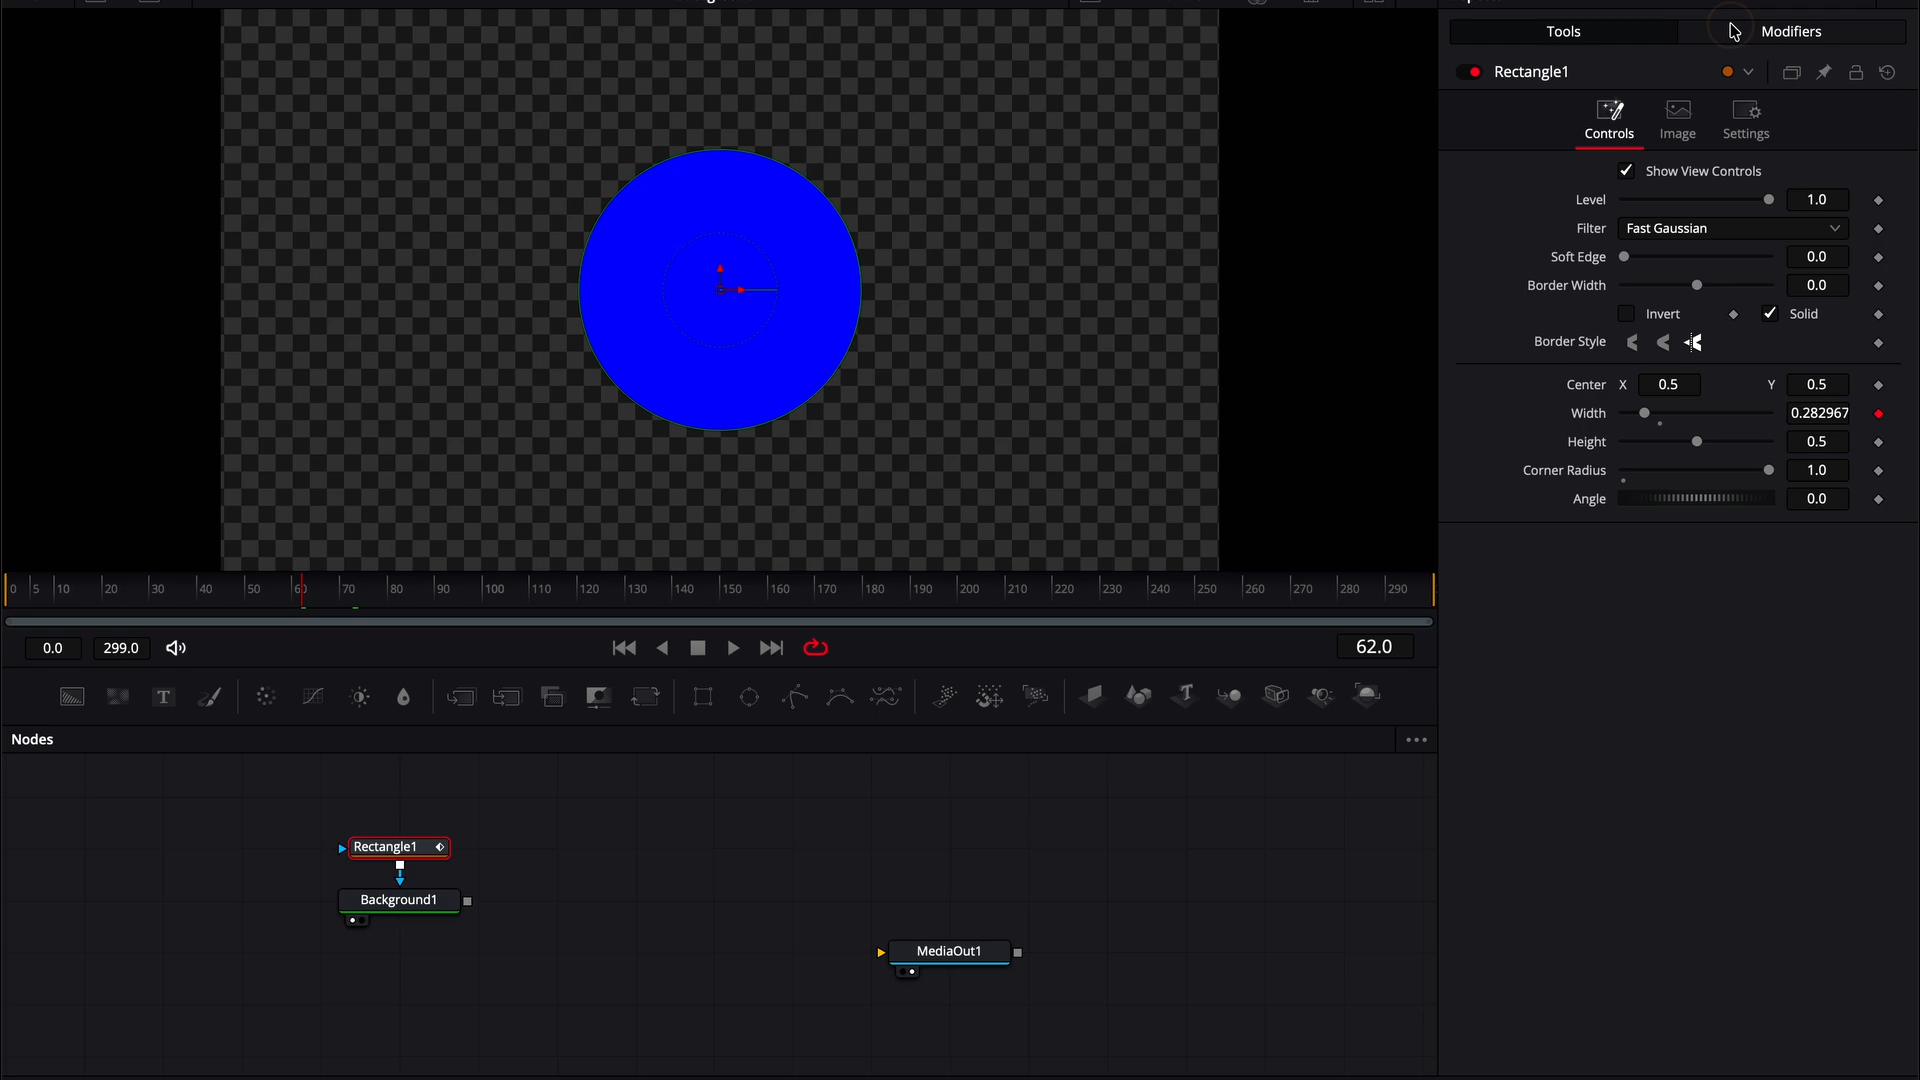 Tools
Modifiers
Rectangle1
Controls
Image
Settings
Show View Controls
Level 1.0
Filter Fast Gaussian
Soft Edge 0.0
Border Width 0.0
Invert Solid
Border Style
Center X 0.5 Y 0.5
Width 0.282967
Height 0.5
Corner Radius 1.0
Angle 0.0
0 5 10 20 30 40 50 60 70 80 90 100 110 120 130 140 150 160 170 180 190 200 210 220 230 240 250 260 270 280 290
0.0 299.0 62.0
T
Nodes
Rectangle1
Background1
MediaOut1